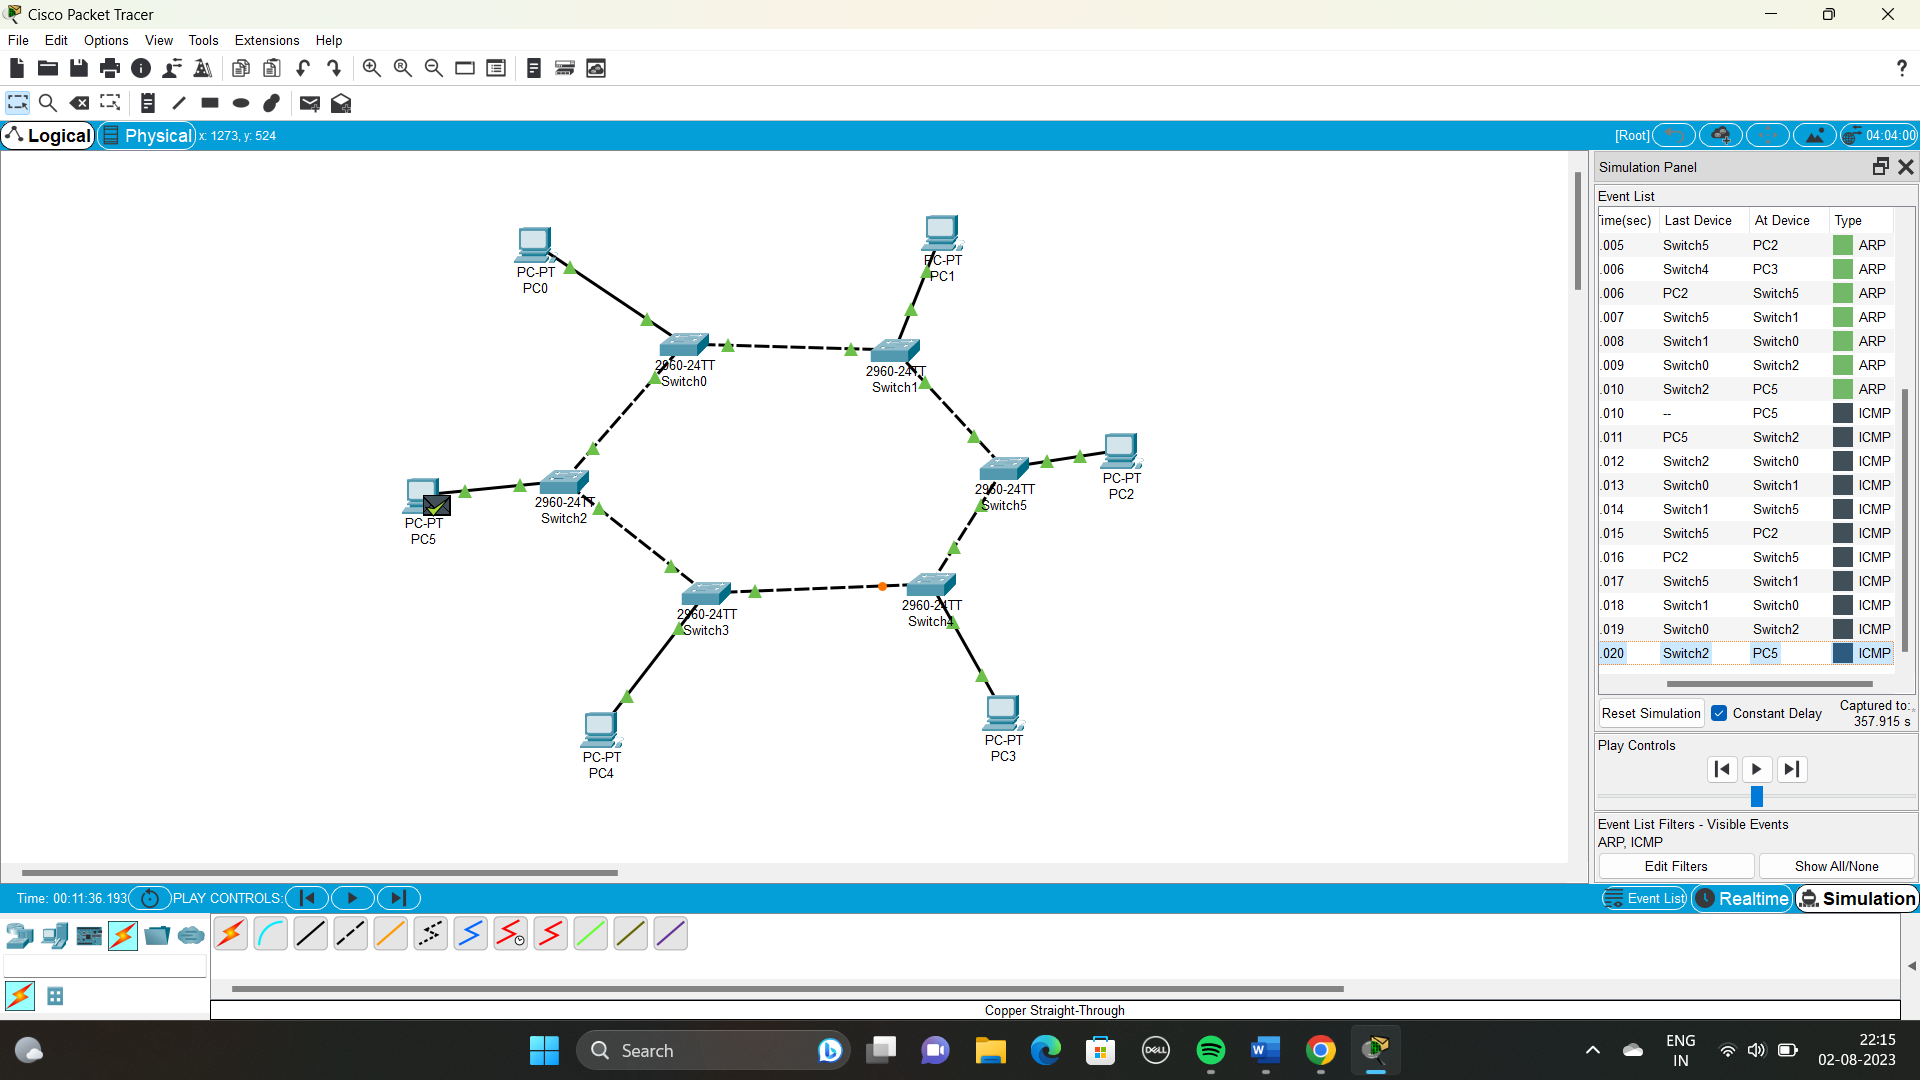 Cisco Packet Tracer
File Edit Options View Tools Extensions Help
Logical Physical x: 1273, y: 524 [Root] 04:04:00
Simulation Panel
Event List
Time(sec) Last Device At Device Type
.005 Switch5 PC2 ARP
.006 Switch4 PC3 ARP
.006 PC2 Switch5 ARP
.007 Switch5 Switch1 ARP
.008 Switch1 Switch0 ARP
.009 Switch0 Switch2 ARP
.010 Switch2 PC5 ARP
.010 -- PC5 ICMP
.011 PC5 Switch2 ICMP
.012 Switch2 Switch0 ICMP
.013 Switch0 Switch1 ICMP
.014 Switch1 Switch5 ICMP
.015 Switch5 PC2 ICMP
.016 PC2 Switch5 ICMP
.017 Switch5 Switch1 ICMP
.018 Switch1 Switch0 ICMP
.019 Switch0 Switch2 ICMP
.020 Switch2 PC5 ICMP
Reset Simulation Constant Delay Captured to:
357.915 s
Play Controls
Event List Filters - Visible Events
ARP, ICMP
Edit Filters Show All/None
PC-PT
PC0
PC-PT
PC1
2960-24TT
Switch0
2960-24TT
Switch1
PC-PT
PC2
2960-24TT
Switch5
2960-24TT
Switch2
PC-PT
PC5
2960-24TT
Switch3
2960-24TT
Switch4
PC-PT
PC3
PC-PT
PC4
Time: 00:11:36.193 PLAY CONTROLS: Event List Realtime Simulation
Copper Straight-Through
Search
DELL
ENG
IN
22:15
02-08-2023